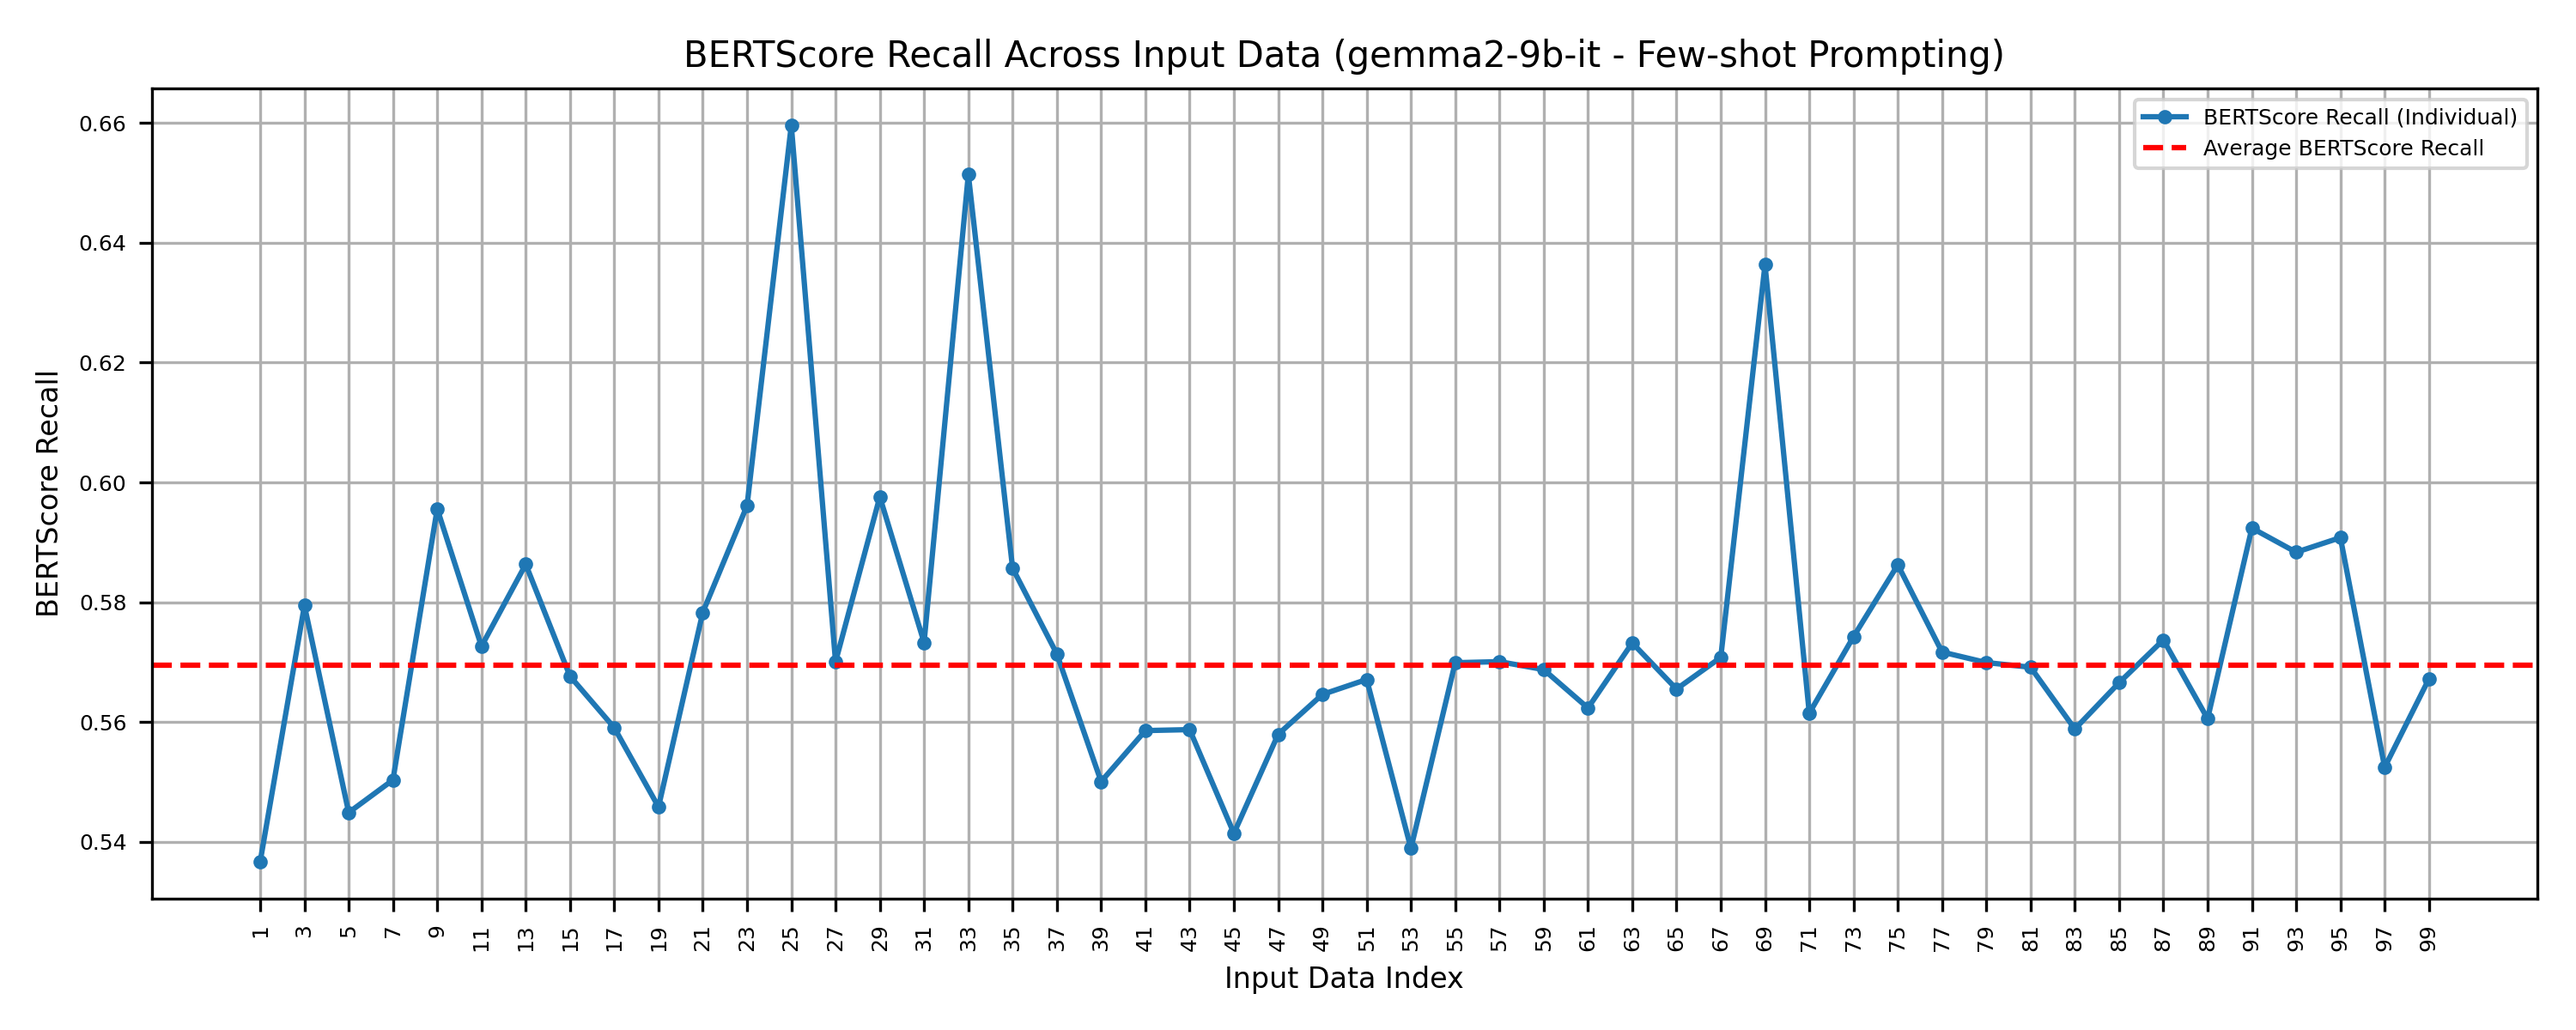 BERTScore Recall Across Input Data (gemma2-9b-it - Few-shot Prompting)
BERTScore Recall (Individual)
Average BERTScore Recall
BERTScore Recall
0.66
0.64
0.62
0.60
0.58
0.56
0.54
1 3 5 7 9 11 13 15 17 19 21 23 25 27 29 31 33 35 37 39 41 43 45 47 49 51 53 55 57 59 61 63 65 67 69 71 73 75 77 79 81 83 85 87 89 91 93 95 97 99
Input Data Index